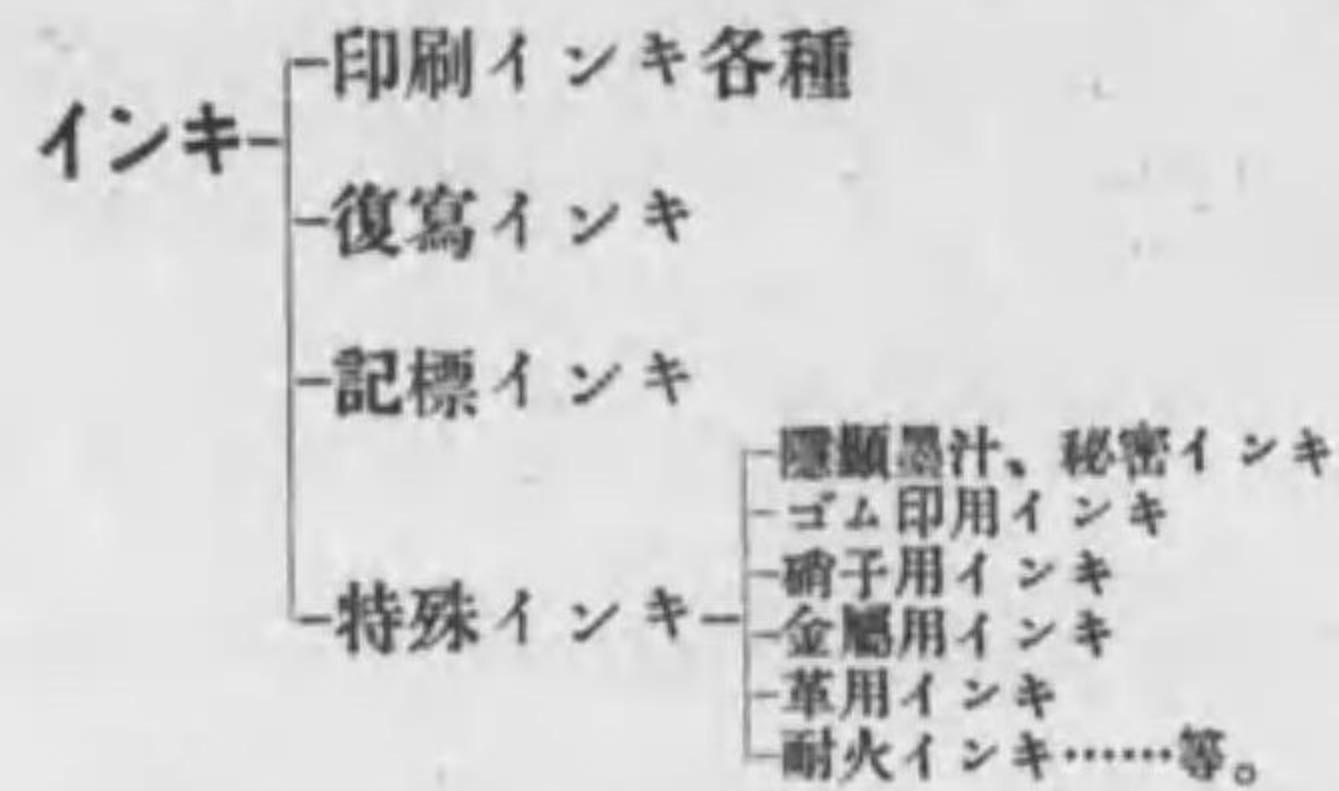 インキ
印刷インキ各種
復寫インキ
記標インキ
特殊インキ
隱顯墨汁、秘密インキ
ゴム印用インキ
硝子用インキ
金屬用インキ
革用インキ
耐火インキ……等。